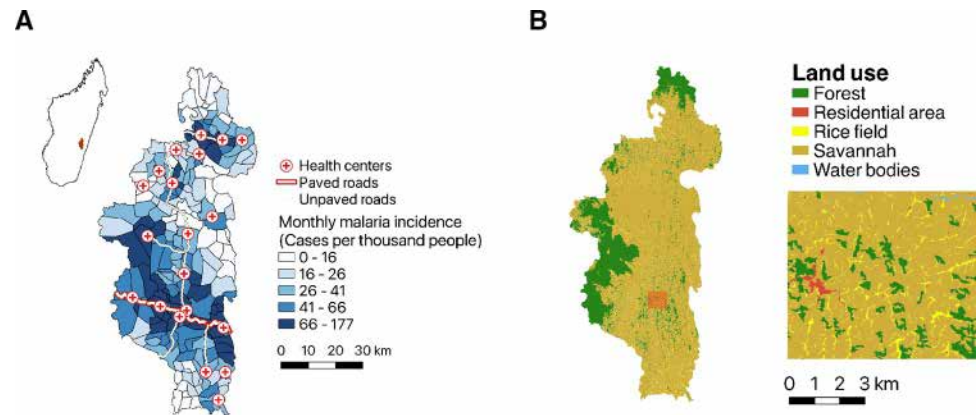 A
Health centers
Paved roads
Unpaved roads
Monthly malaria incidence
(Cases per thousand people)
0 - 16
16 - 26
26 - 41
41 - 66
66 - 177
0 10 20 30 km
B
Land use
Forest
Residential area
Rice field
Savannah
Water bodies
0 1 2 3 km